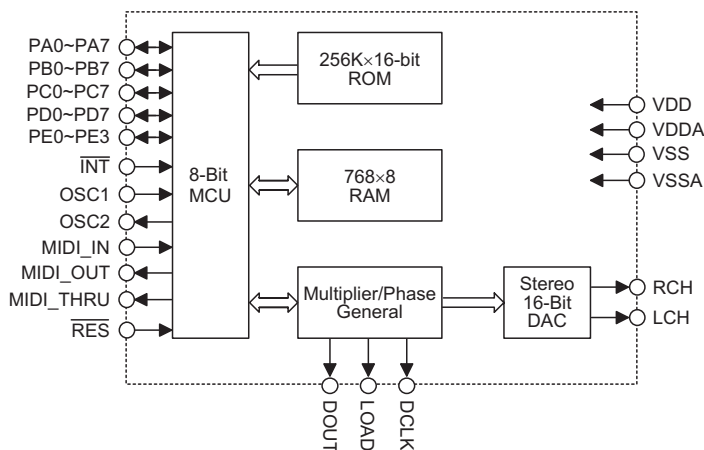 PA0~PA7
PB0~PB7
PC0~PC7
PD0~PD7
PE0~PE3
INT
OSC1
OSC2
MIDI_IN
MIDI_OUT
MIDI_THRU
RES
8-Bit
MCU
256K×16-bit
ROM
768×8
RAM
Multiplier/Phase
General
Stereo
16-Bit
DAC
VDD
VDDA
VSS
VSSA
RCH
LCH
DOUT
LOAD
DCLK